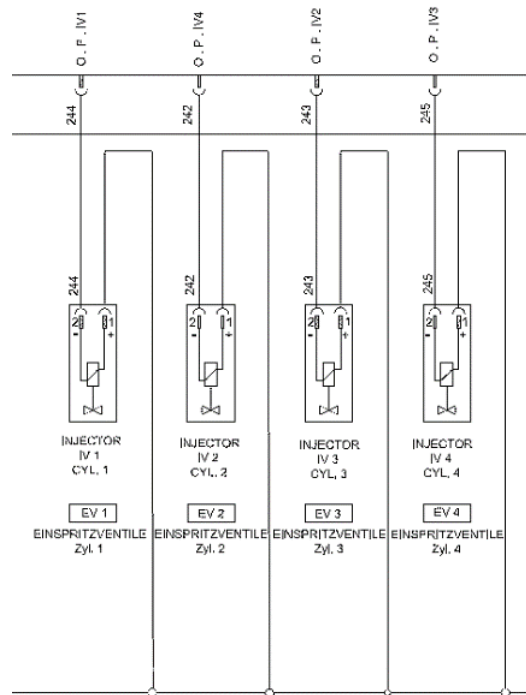 O.P.IV1
O.P.IV4
O.P.IV2
O.P.IV3
244
242
243
245
244
242
243
245
2 1
- +
2 1
- +
2 1
- +
2 1
- +
INJECTOR
IV 1
CYL. 1
INJECTOR
IV 2
CYL. 2
INJECTOR
IV 3
CYL. 3
INJECTOR
IV 4
CYL. 4
EV 1
EINSPRITZVENTILE
Zyl. 1
EV 2
EINSPRITZVENTILE
Zyl. 2
EV 3
EINSPRITZVENTILE
Zyl. 3
EV 4
EINSPRITZVENTILE
Zyl. 4